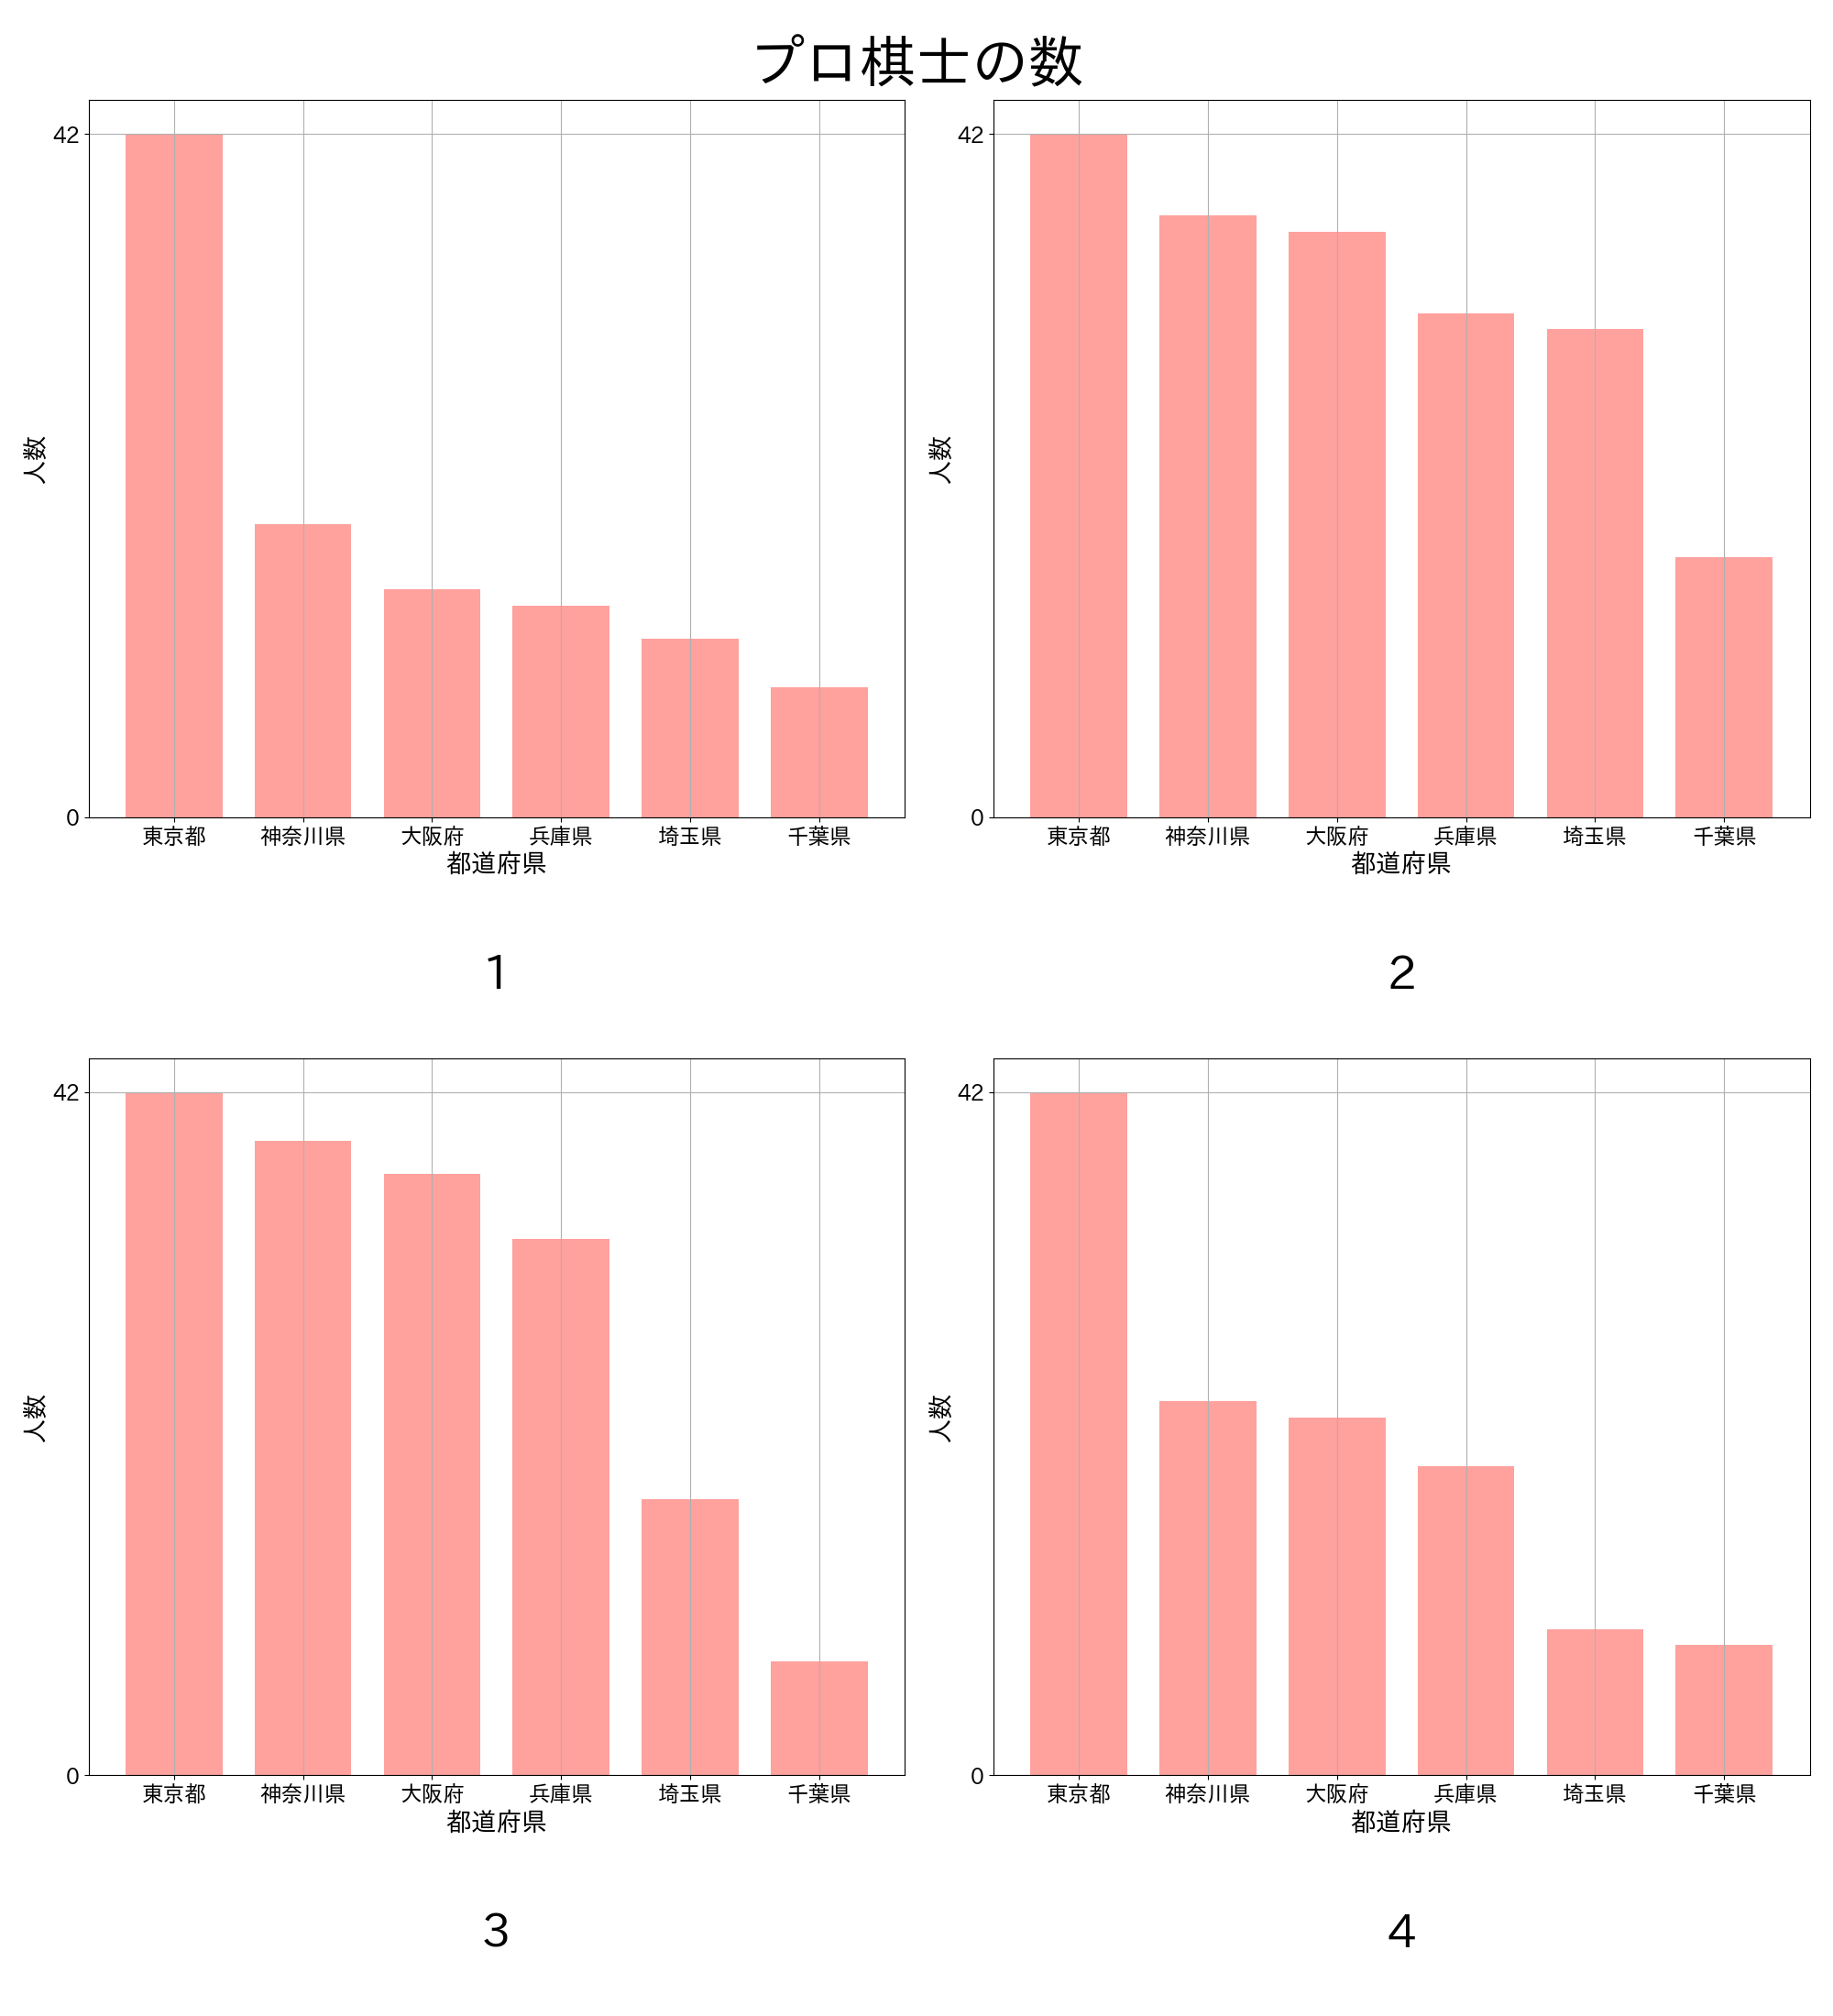 プロ棋士の数
42
0
人数
東京都 神奈川県 大阪府 兵庫県 埼玉県 千葉県
都道府県
1
42
0
人数
東京都 神奈川県 大阪府 兵庫県 埼玉県 千葉県
都道府県
2
42
0
人数
東京都 神奈川県 大阪府 兵庫県 埼玉県 千葉県
都道府県
3
42
0
人数
東京都 神奈川県 大阪府 兵庫県 埼玉県 千葉県
都道府県
4